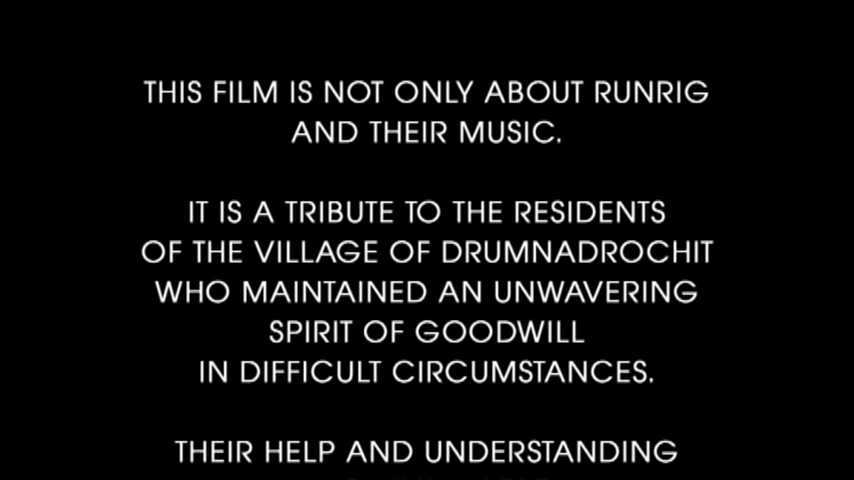 THIS FILM IS NOT ONLY ABOUT RUNRIG
AND THEIR MUSIC.
IT IS A TRIBUTE TO THE RESIDENTS
OF THE VILLAGE OF DRUMNADROCHIT
WHO MAINTAINED AN UNWAVERING
SPIRIT OF GOODWILL
IN DIFFICULT CIRCUMSTANCES.
THEIR HELP AND UNDERSTANDING